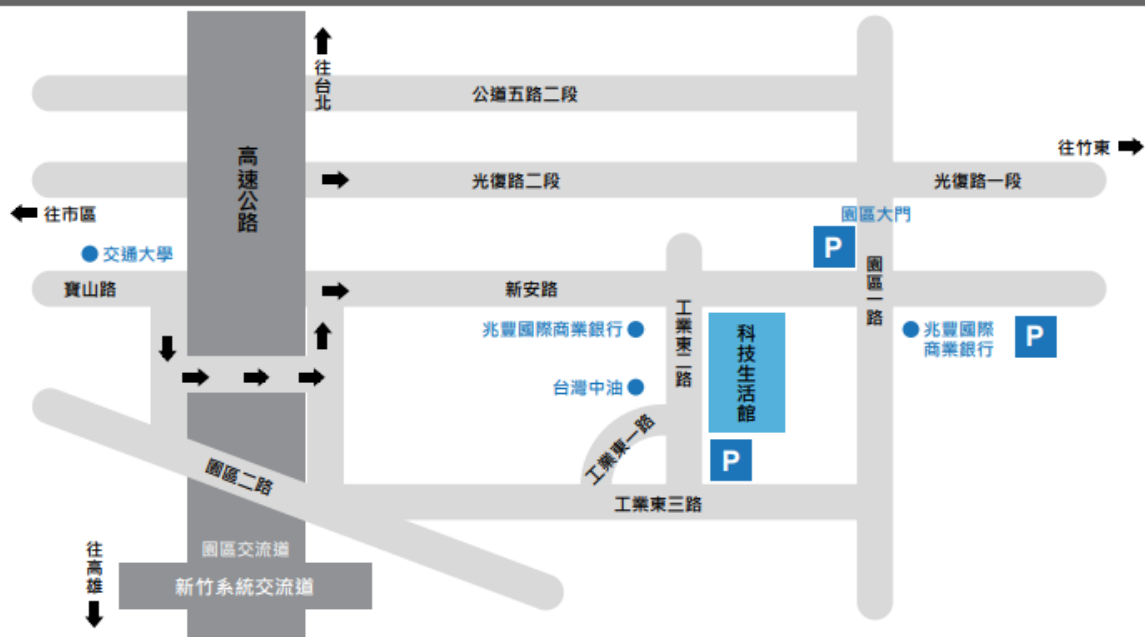 往台北
公道五路二段
高速公路
往竹東
光復路二段
光復路一段
往市區
園區大門
P
交通大學
園區一路
寶山路
新安路
工業東二路
兆豐國際商業銀行
科技生活館
兆豐國際
商業銀行
P
台灣中油
工業東一路
P
園區二路
工業東三路
園區交流道
往高雄
新竹系統交流道